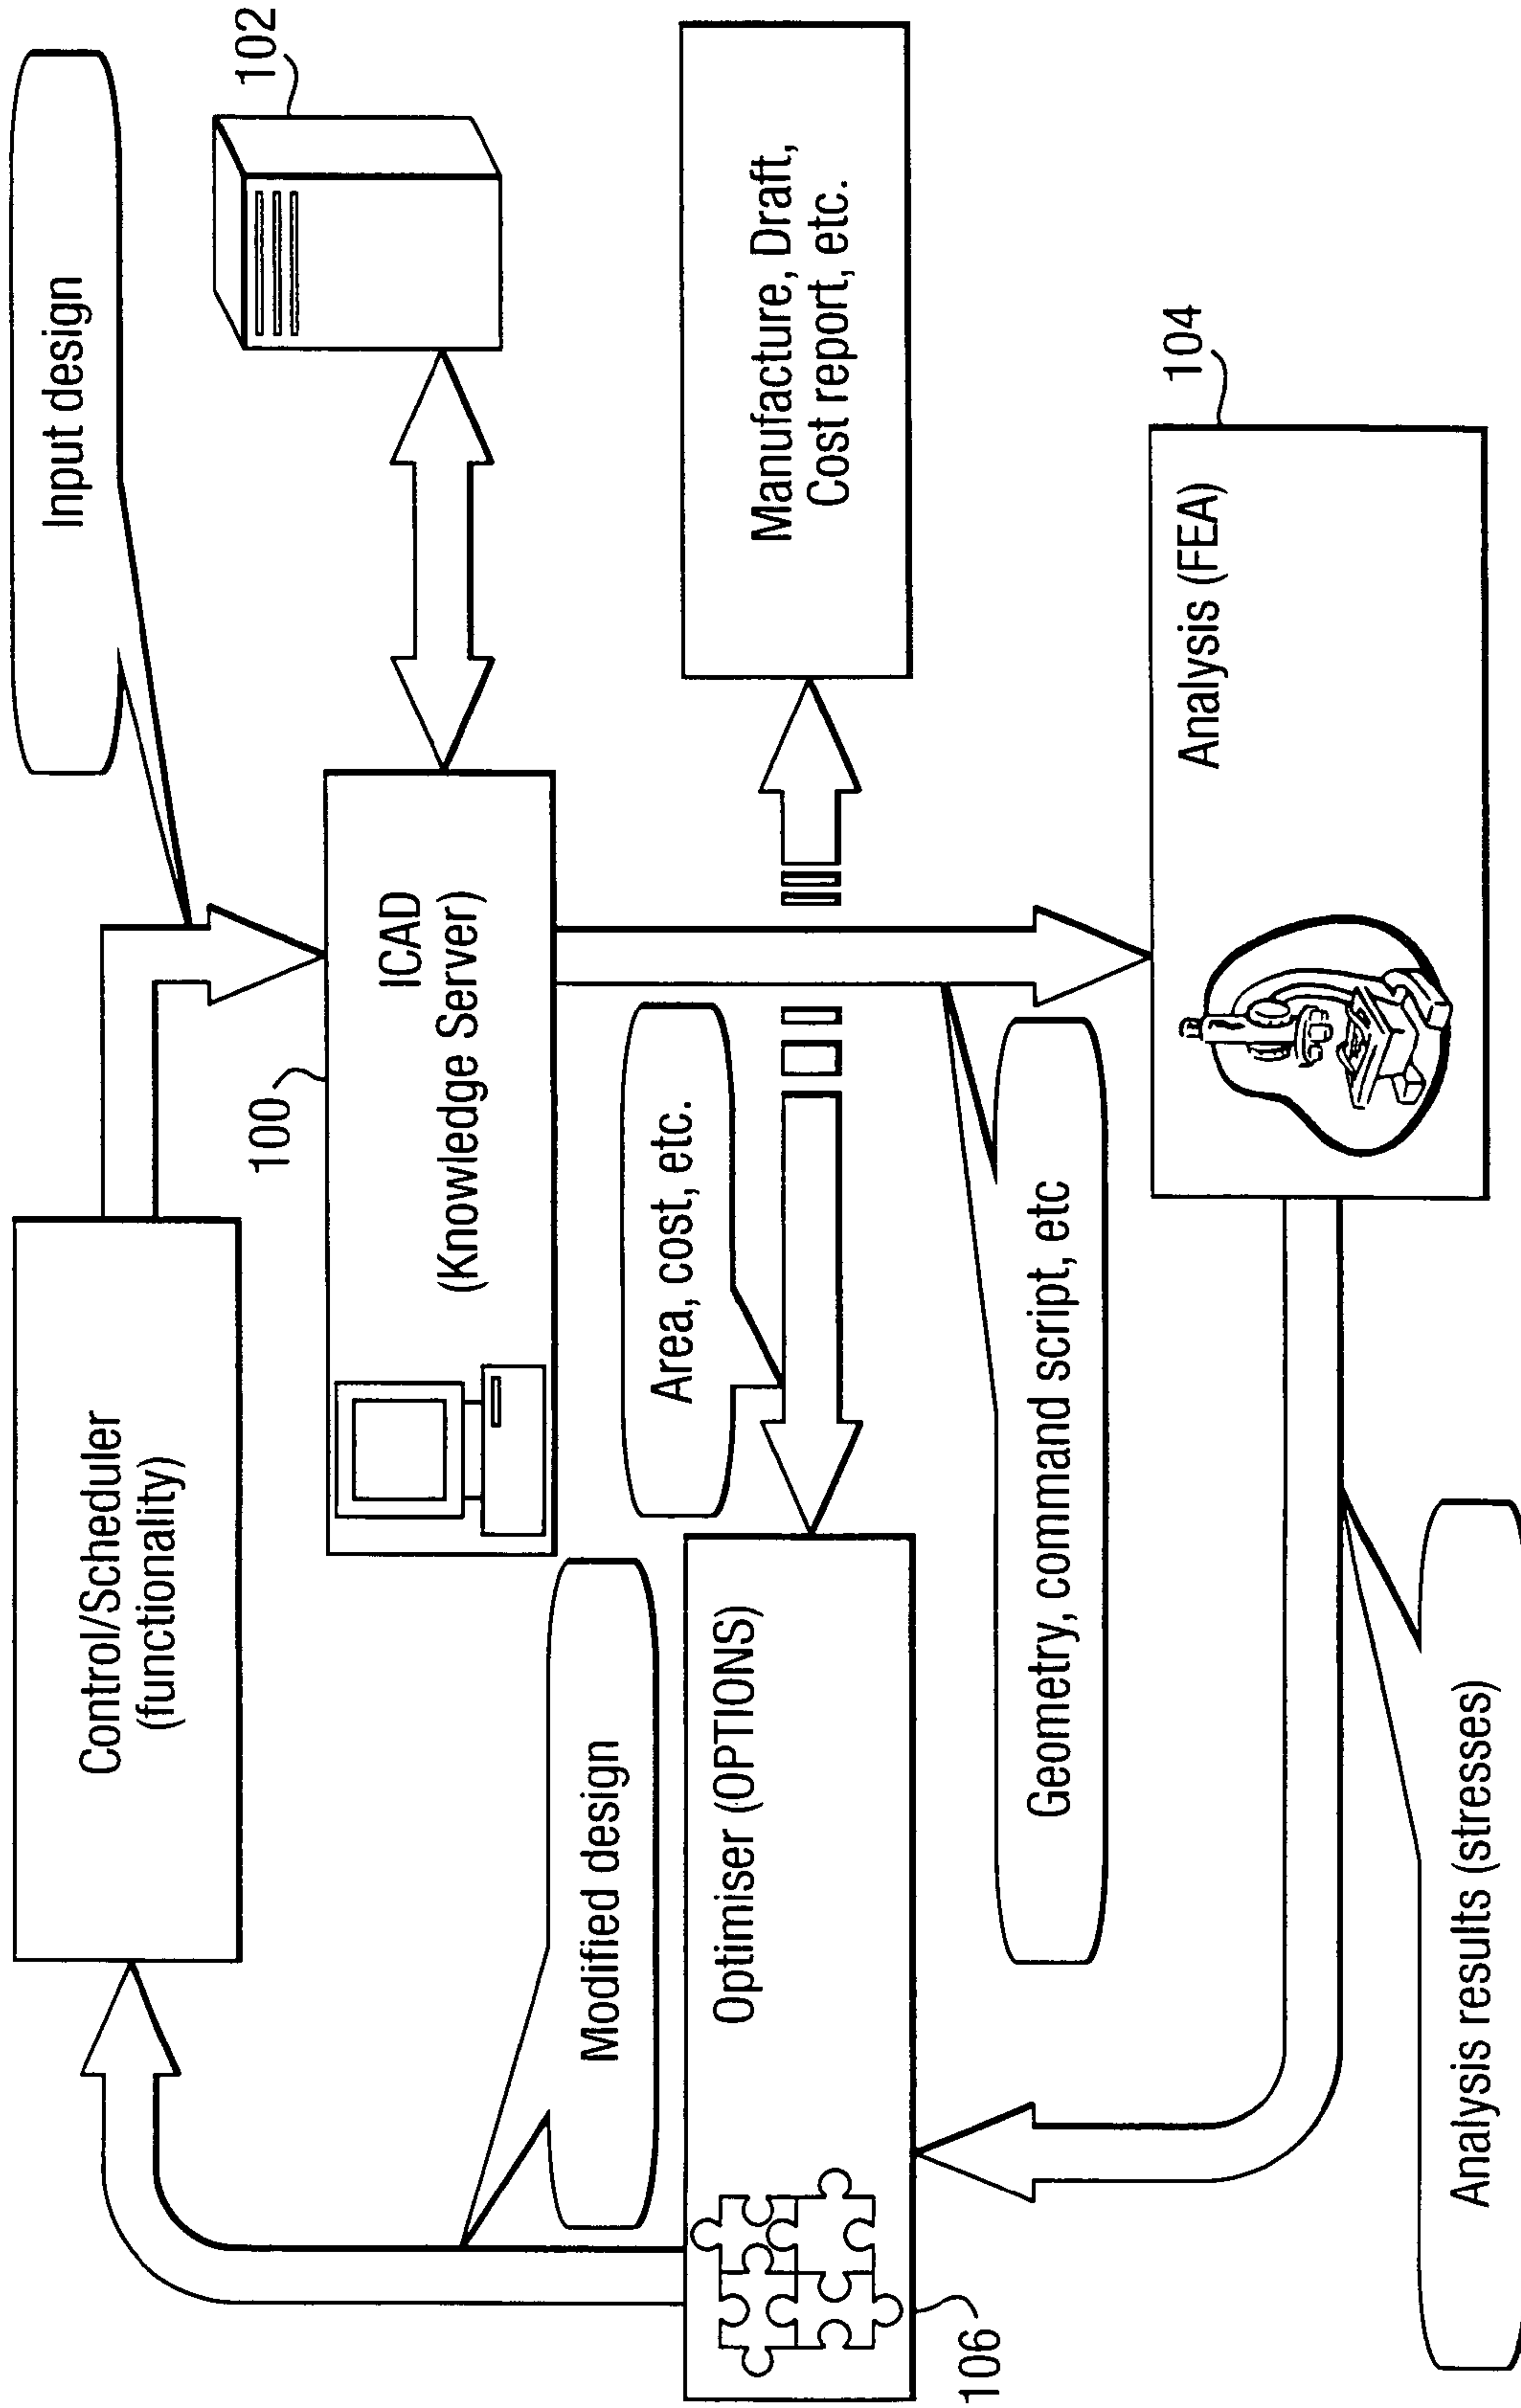 Input design
102
Control/Scheduler
(functionality)
100
ICAD
(Knowledge Server)
Modified design
Area, cost, etc.
Manufacture, Draft,
Cost report, etc.
Optimiser (OPTIONS)
106
Geometry, command script, etc
104
Analysis (FEA)
Analysis results (stresses)